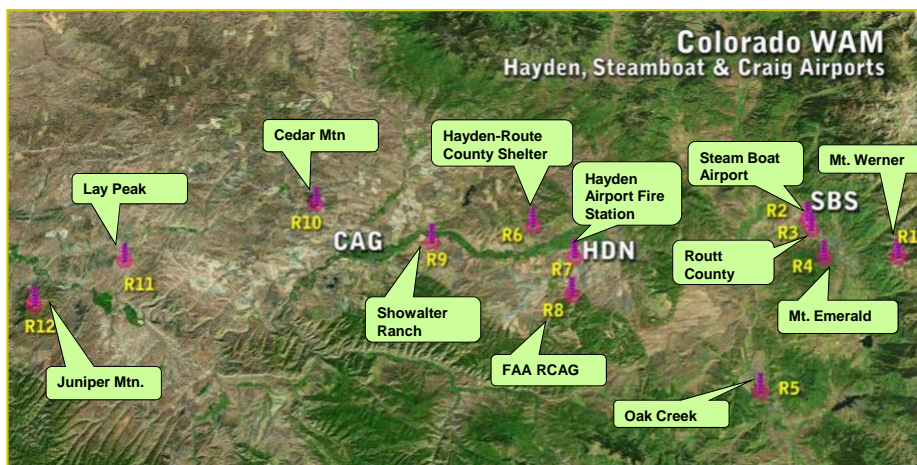 Colorado WAM
Hayden, Steamboat & Craig Airports
Cedar Mtn
Hayden-Route
County Shelter
Steam Boat
Airport
Mt. Werner
Lay Peak
Hayden
Airport Fire
Station
R10
R6
R2
SBS
R3
R1
CAG
R9
R7
HDN
R4
R11
R8
Routt
County
R12
Showalter
Ranch
Mt. Emerald
Juniper Mtn.
FAA RCAG
R5
Oak Creek